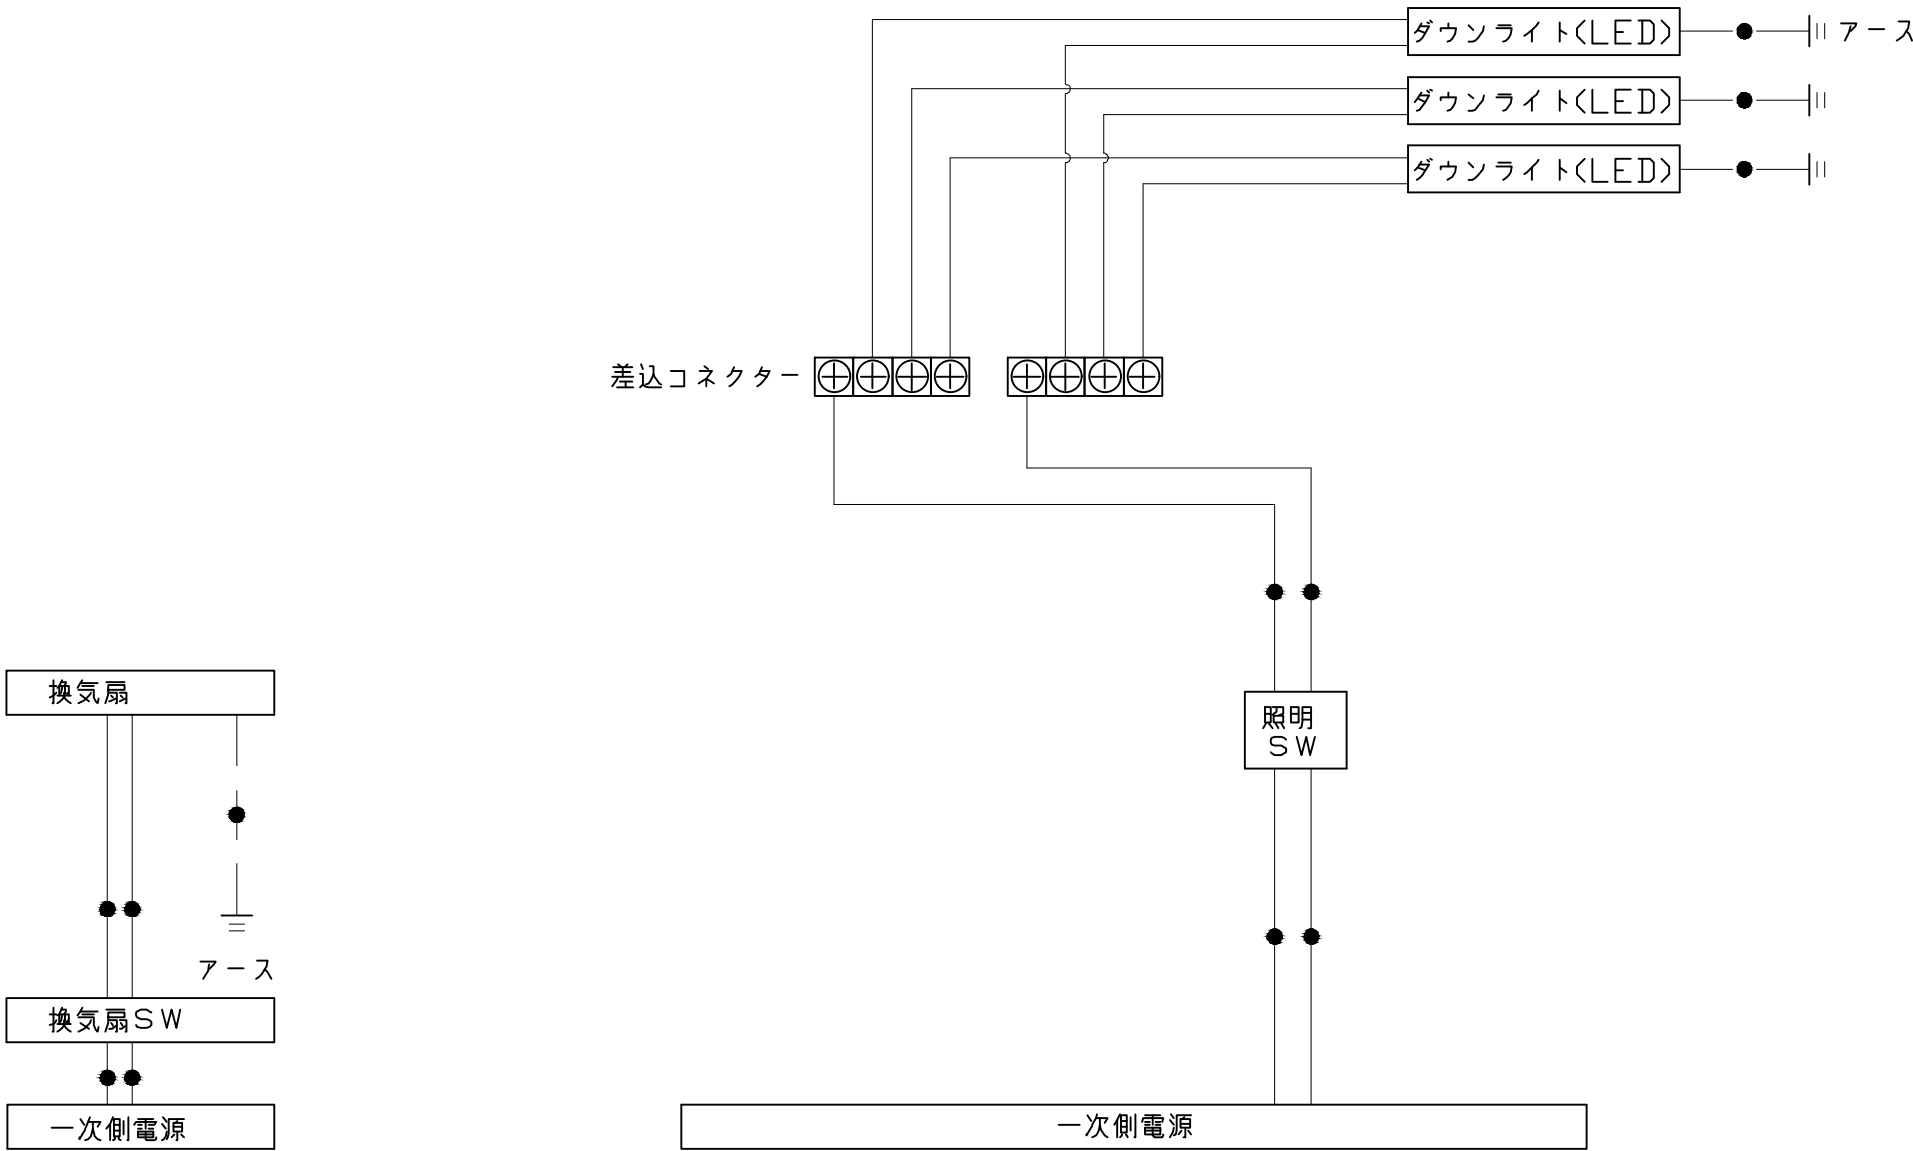 ダウンライト(LED)
アース
ダウンライト(LED)
ダウンライト(LED)
差込コネクター
換気扇
照明
SW
アース
換気扇SW
一次側電源
一次側電源